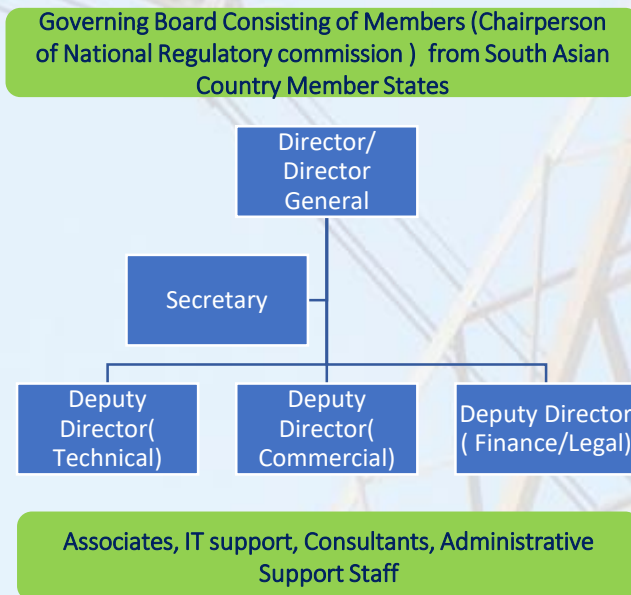 Governing Board Consisting of Members (Chairperson
of National Regulatory commission ) from South Asian
Country Member States
Director/
Director
General
Secretary
Deputy
Director(
Technical)
Deputy
Director(
Commercial)
Deputy Director
( Finance/Legal)
Associates, IT support, Consultants, Administrative
Support Staff